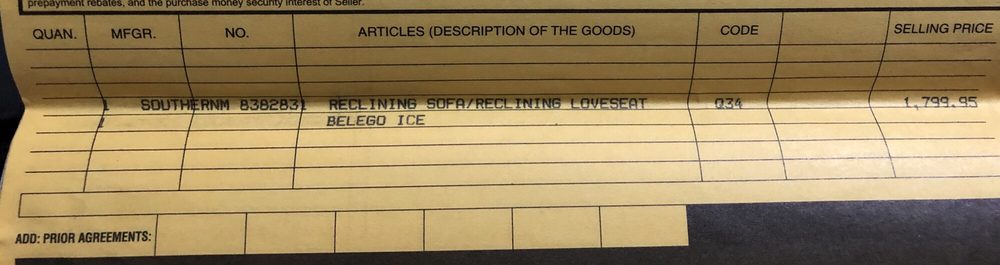 prepayment rebates, and the purchase money security interest of Seller.
QUAN. MFGR. NO. ARTICLES (DESCRIPTION OF THE GOODS) CODE SELLING PRICE
1 SOUTHERNM 8382831 RECLINING SOFA/RECLINING LOVESEAT Q34 1,799.95
1 BELEGO ICE
ADD: PRIOR AGREEMENTS: